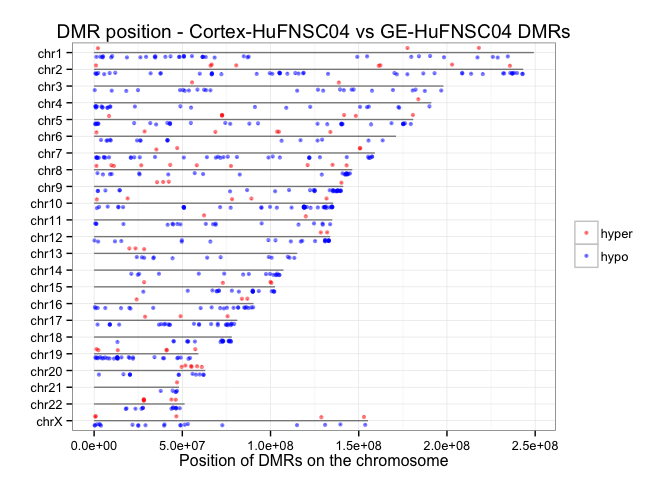 DMR position - Cortex-HuFNSC04 vs GE-HuFNSC04 DMRs
chr1
chr2
chr3
chr4
chr5
chr6
chr7
chr8
chr9
chr10
chr11
chr12
chr13
chr14
chr15
chr16
chr17
chr18
chr19
chr20
chr21
chr22
chrX
hyper
hypo
0.0e+00 5.0e+07 1.0e+08 1.5e+08 2.0e+08 2.5e+08
Position of DMRs on the chromosome